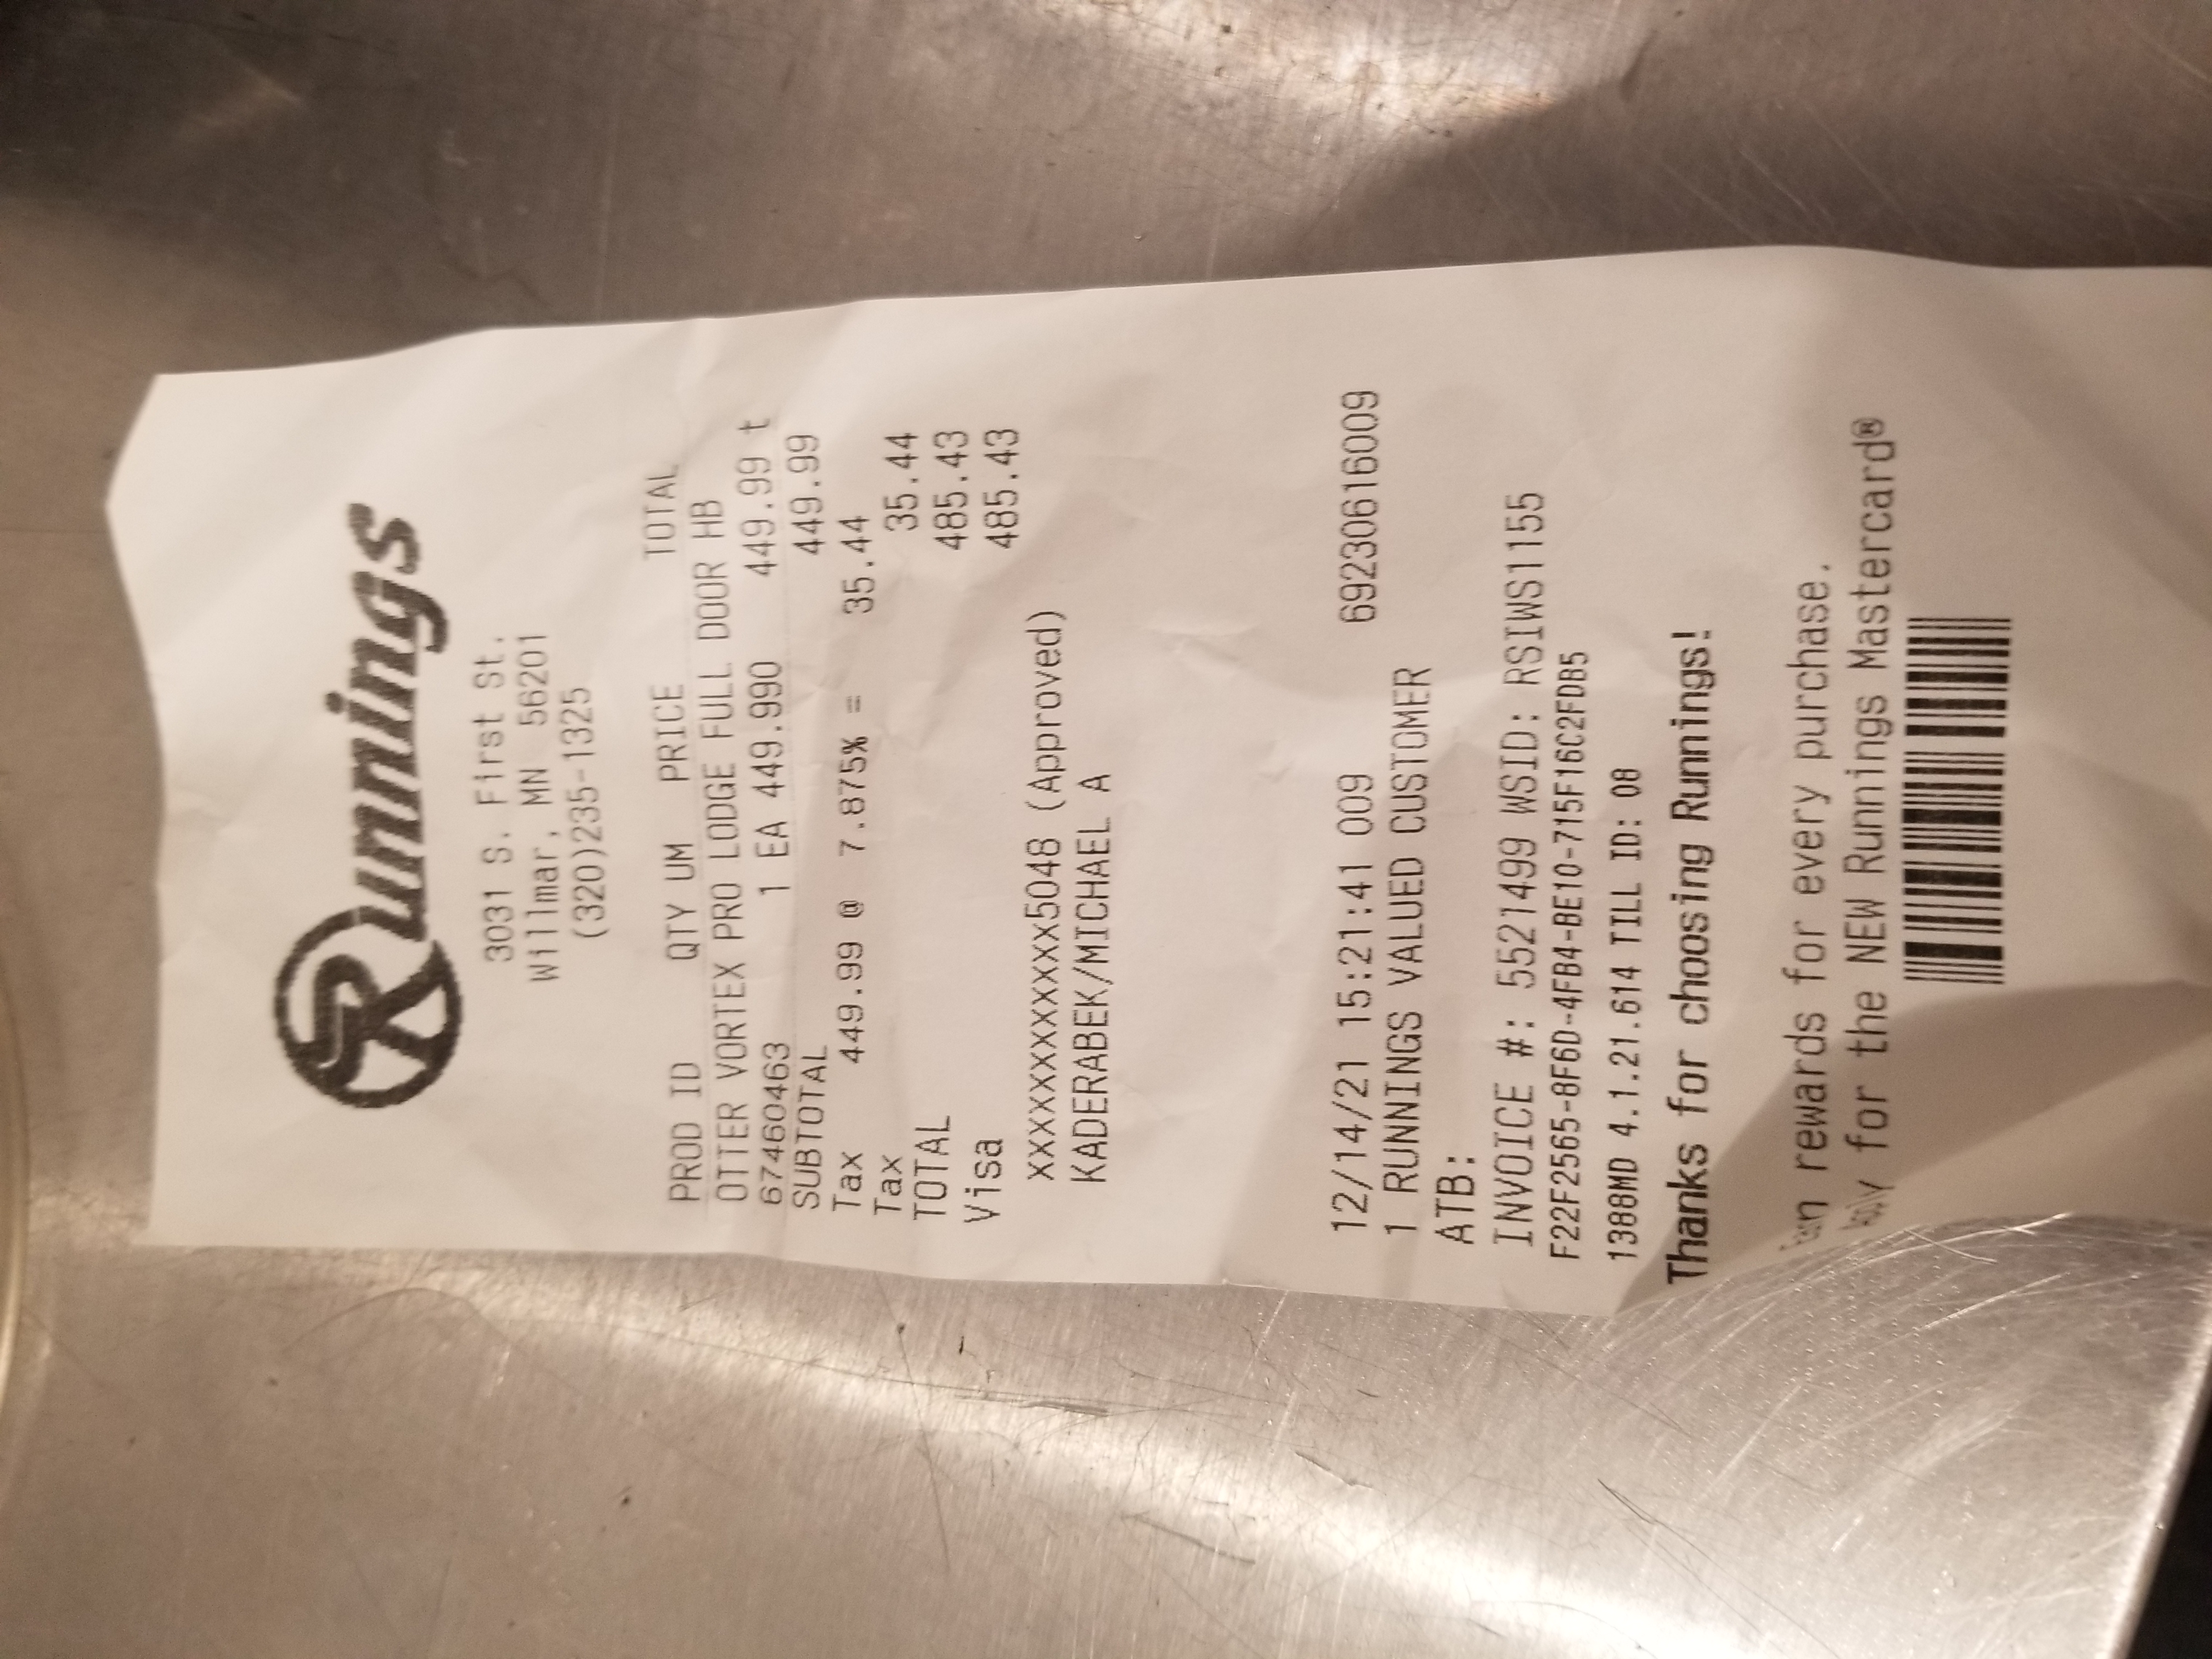 Runnings
3031 S. First St.
Willmar, MN 56201
(320)235-1325
PROD ID QTY UM PRICE TOTAL
OTTER VORTEX PRO LODGE FULL DOOR HB
67460463 1 EA 449.990 449.99 t
SUBTOTAL 449.99
Tax 449.99 @ 7.875% = 35.44
Tax 35.44
TOTAL 485.43
Visa 485.43
XXXXXXXXXXXX5048 (Approved)
KADERABEK/MICHAEL A
12/14/21 15:21:41 009 69230616009
1 RUNNINGS VALUED CUSTOMER
ATB:
INVOICE #: 5521499 WSID: RSIWS1155
F22F2565-8F6D-4FB4-BE10-715F16C2FDB5
1388MD 4.1.21.614 TILL ID: 08
Thanks for choosing Runnings!
rewards for every purchase.
for the NEW Runnings Mastercard®